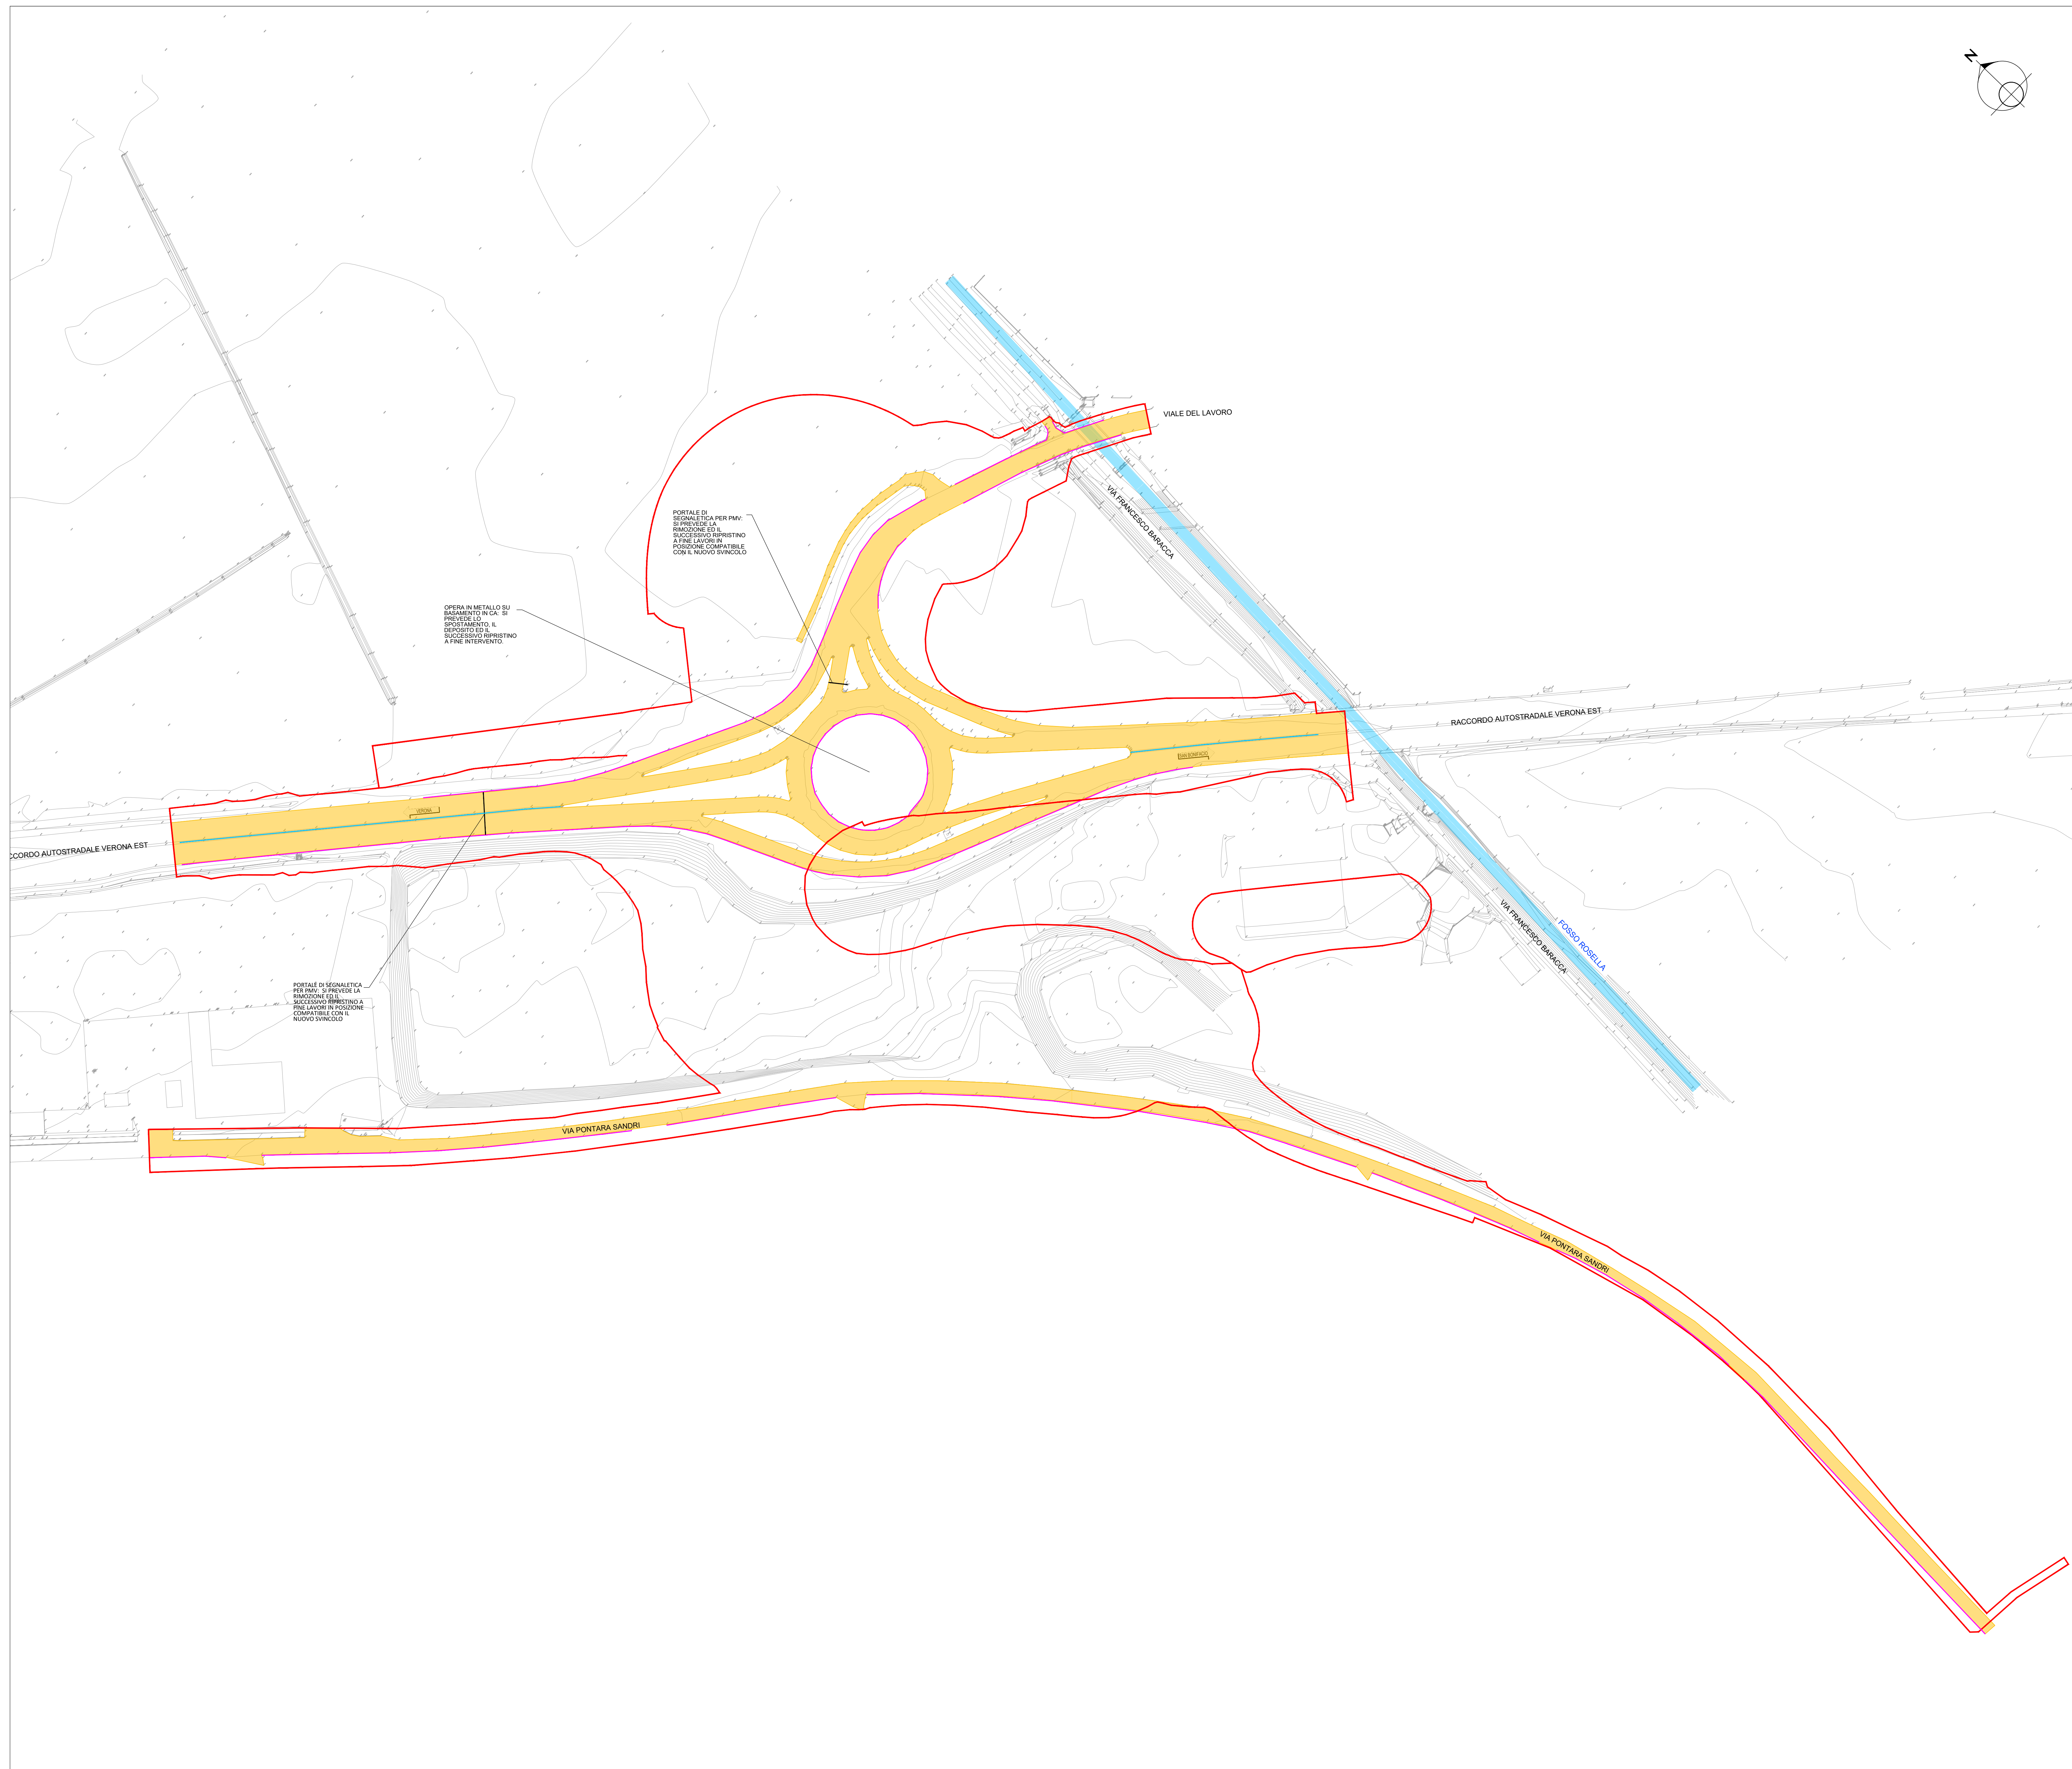 N
VIALE DEL LAVORO
VIA FRANCESCO BARACCA
PORTALE DI
SEGNALETICA PER PMV:
SI PREVEDE LA
RIMOZIONE ED IL
SUCCESSIVO RIPRISTINO
A FINE LAVORI IN
POSIZIONE COMPATIBILE
CON IL NUOVO SVINCOLO
OPERA IN METALLO SU
BASAMENTO IN CA: SI
PREVEDE LO
SPOSTAMENTO, IL
DEPOSITO ED IL
SUCCESSIVO RIPRISTINO
A FINE INTERVENTO.
RACCORDO AUTOSTRADALE VERONA EST
SAN BONIFACIO
VERONA
CCORDO AUTOSTRADALE VERONA EST
VIA FRANCESCO BARACCA
FOSSO ROSELLA
PORTALE DI SEGNALETICA
PER PMV: SI PREVEDE LA
RIMOZIONE ED IL
SUCCESSIVO RIPRISTINO A
FINE LAVORI IN POSIZIONE
COMPATIBILE CON IL
NUOVO SVINCOLO
VIA PONTARA SANDRI
VIA PONTARA SANDRI